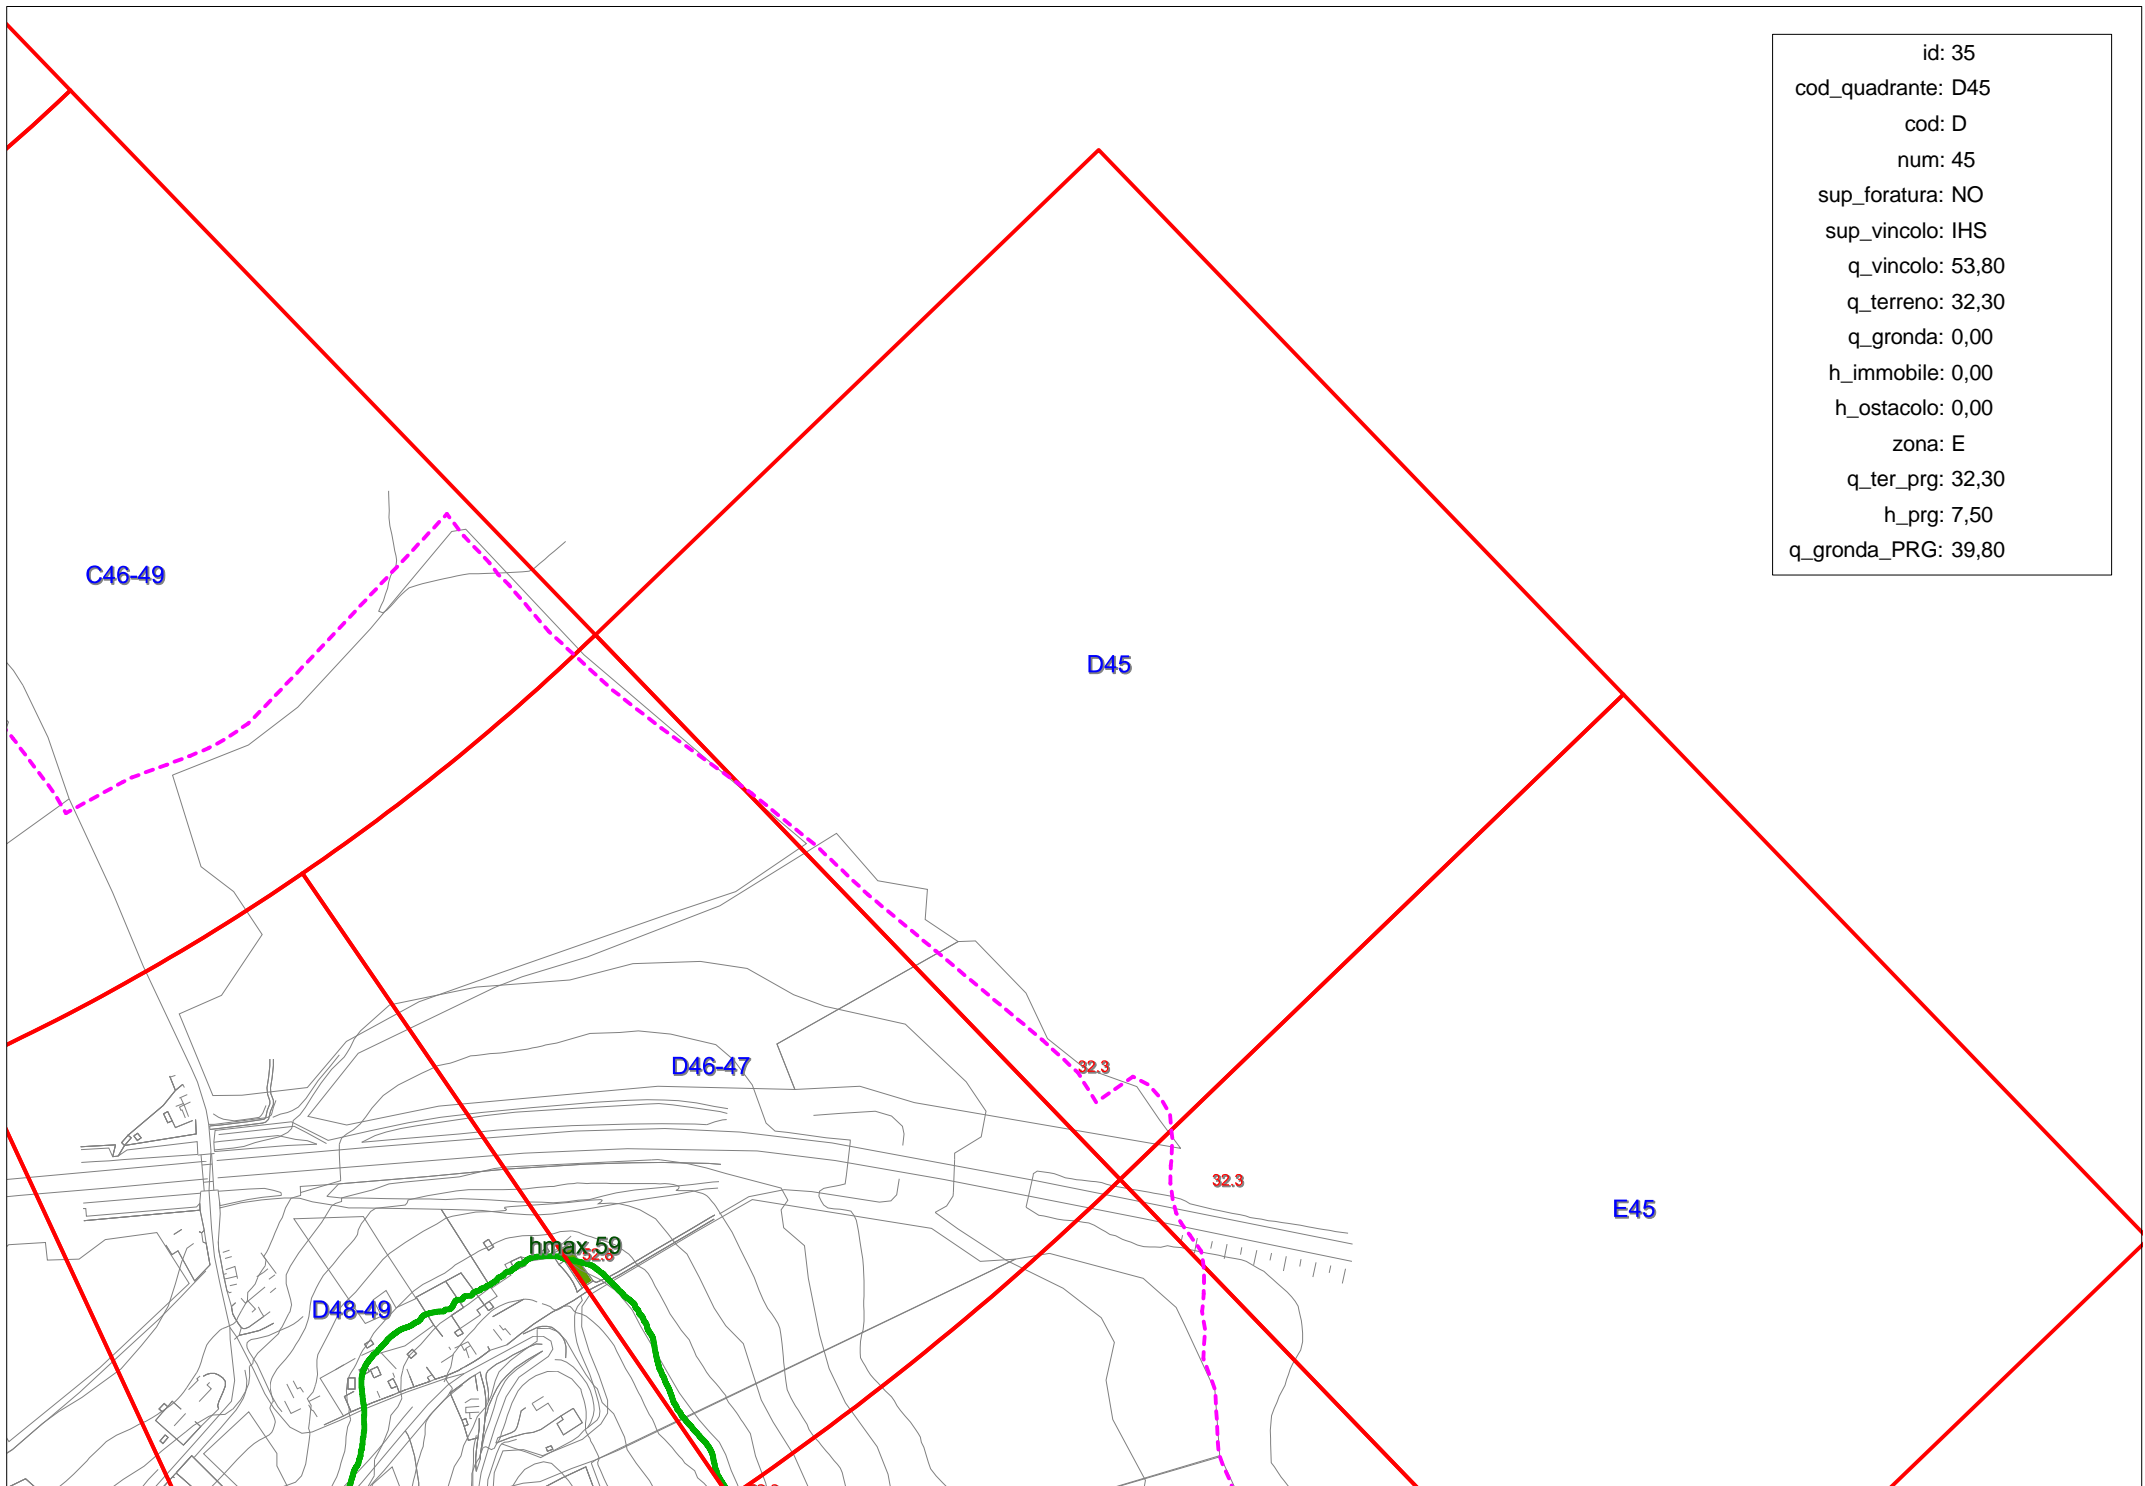 id: 35
cod_quadrante: D45
cod: D
num: 45
sup_foratura: NO
sup_vincolo: IHS
q_vincolo: 53,80
q_terreno: 32,30
q_gronda: 0,00
h_immobile: 0,00
h_ostacolo: 0,00
zona: E
q_ter_prg: 32,30
h_prg: 7,50
q_gronda_PRG: 39,80
C46-49
D45
D46-47
32.3
32.3
E45
hmax 59
D48-49